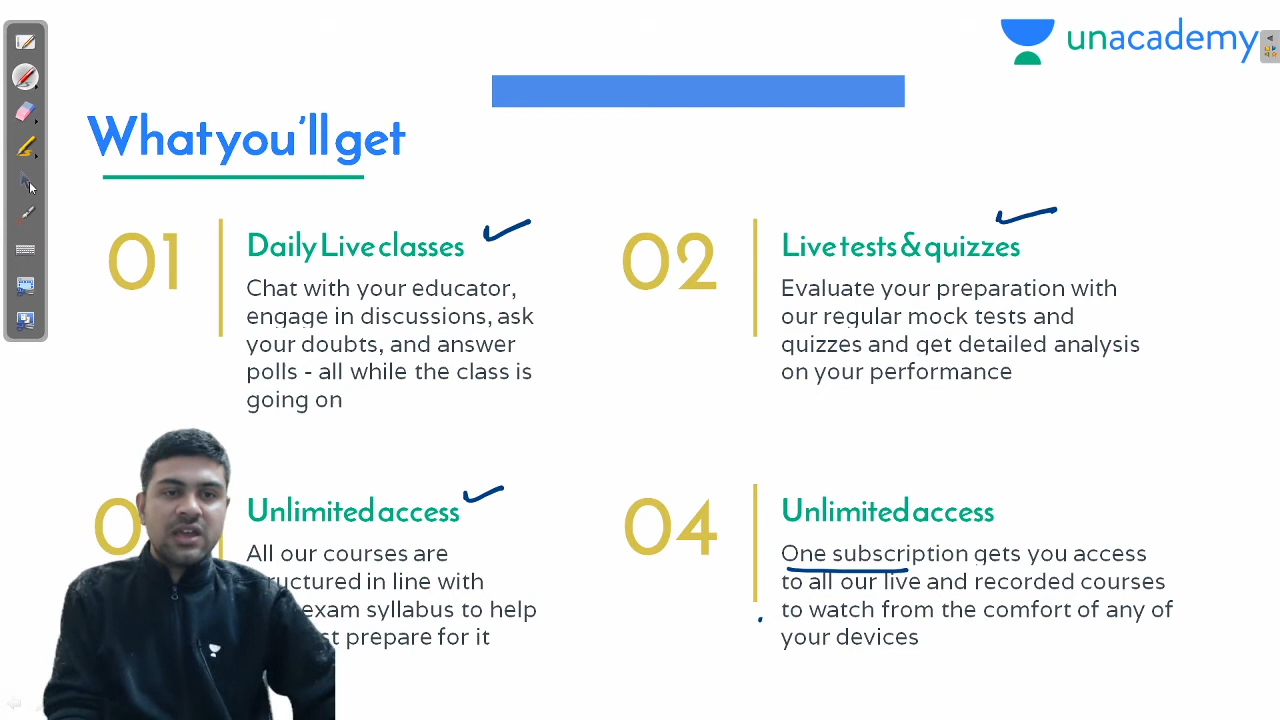 unacademy
What you'll get
01
Daily Live classes
Chat with your educator,
engage in discussions, ask
your doubts, and answer
polls - all while the class is
going on
02
Live tests & quizzes
Evaluate your preparation with
our regular mock tests and
quizzes and get detailed analysis
on your performance
0
Unlimited access
All our courses are
structured in line with
exam syllabus to help
prepare for it
04
Unlimited access
One subscription gets you access
to all our live and recorded courses
to watch from the comfort of any of
your devices